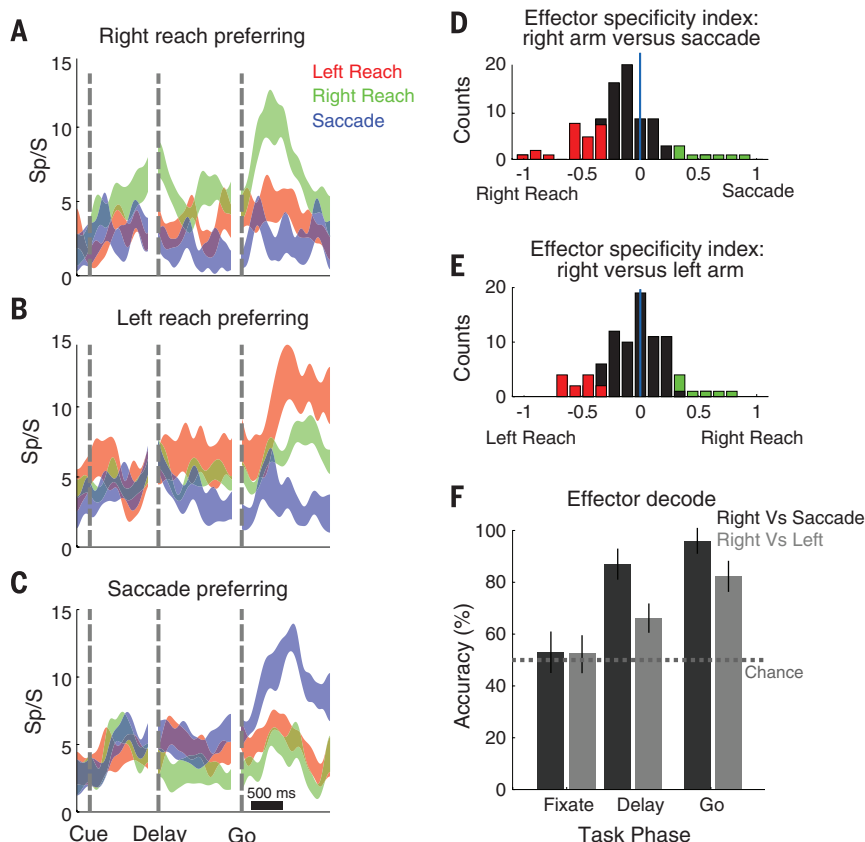 A
Right reach preferring
15
10
5
0
Sp/S
Left Reach
Right Reach
Saccade
B
Left reach preferring
15
10
5
0
Sp/S
C
Saccade preferring
15
10
5
0
Sp/S
500 ms
Cue
Delay
Go
D
Effector specificity index:
right arm versus saccade
20
10
0
Counts
-1
-0.5
0
0.5
1
Right Reach
Saccade
E
Effector specificity index:
right versus left arm
20
10
0
Counts
-1
-0.5
0
0.5
1
Left Reach
Right Reach
F
Effector decode
Right Vs Saccade
Right Vs Left
100
80
60
40
20
0
Accuracy (%)
Chance
Fixate
Delay
Go
Task Phase